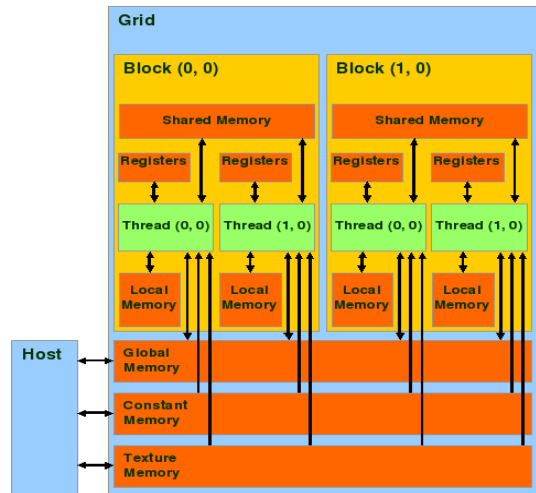 Grid
Block (0, 0)
Block (1, 0)
Shared Memory
Shared Memory
Registers
Registers
Registers
Registers
Thread (0, 0)
Thread (1, 0)
Thread (0, 0)
Thread (1, 0)
Local
Memory
Local
Memory
Local
Memory
Local
Memory
Host
Global
Memory
Constant
Memory
Texture
Memory